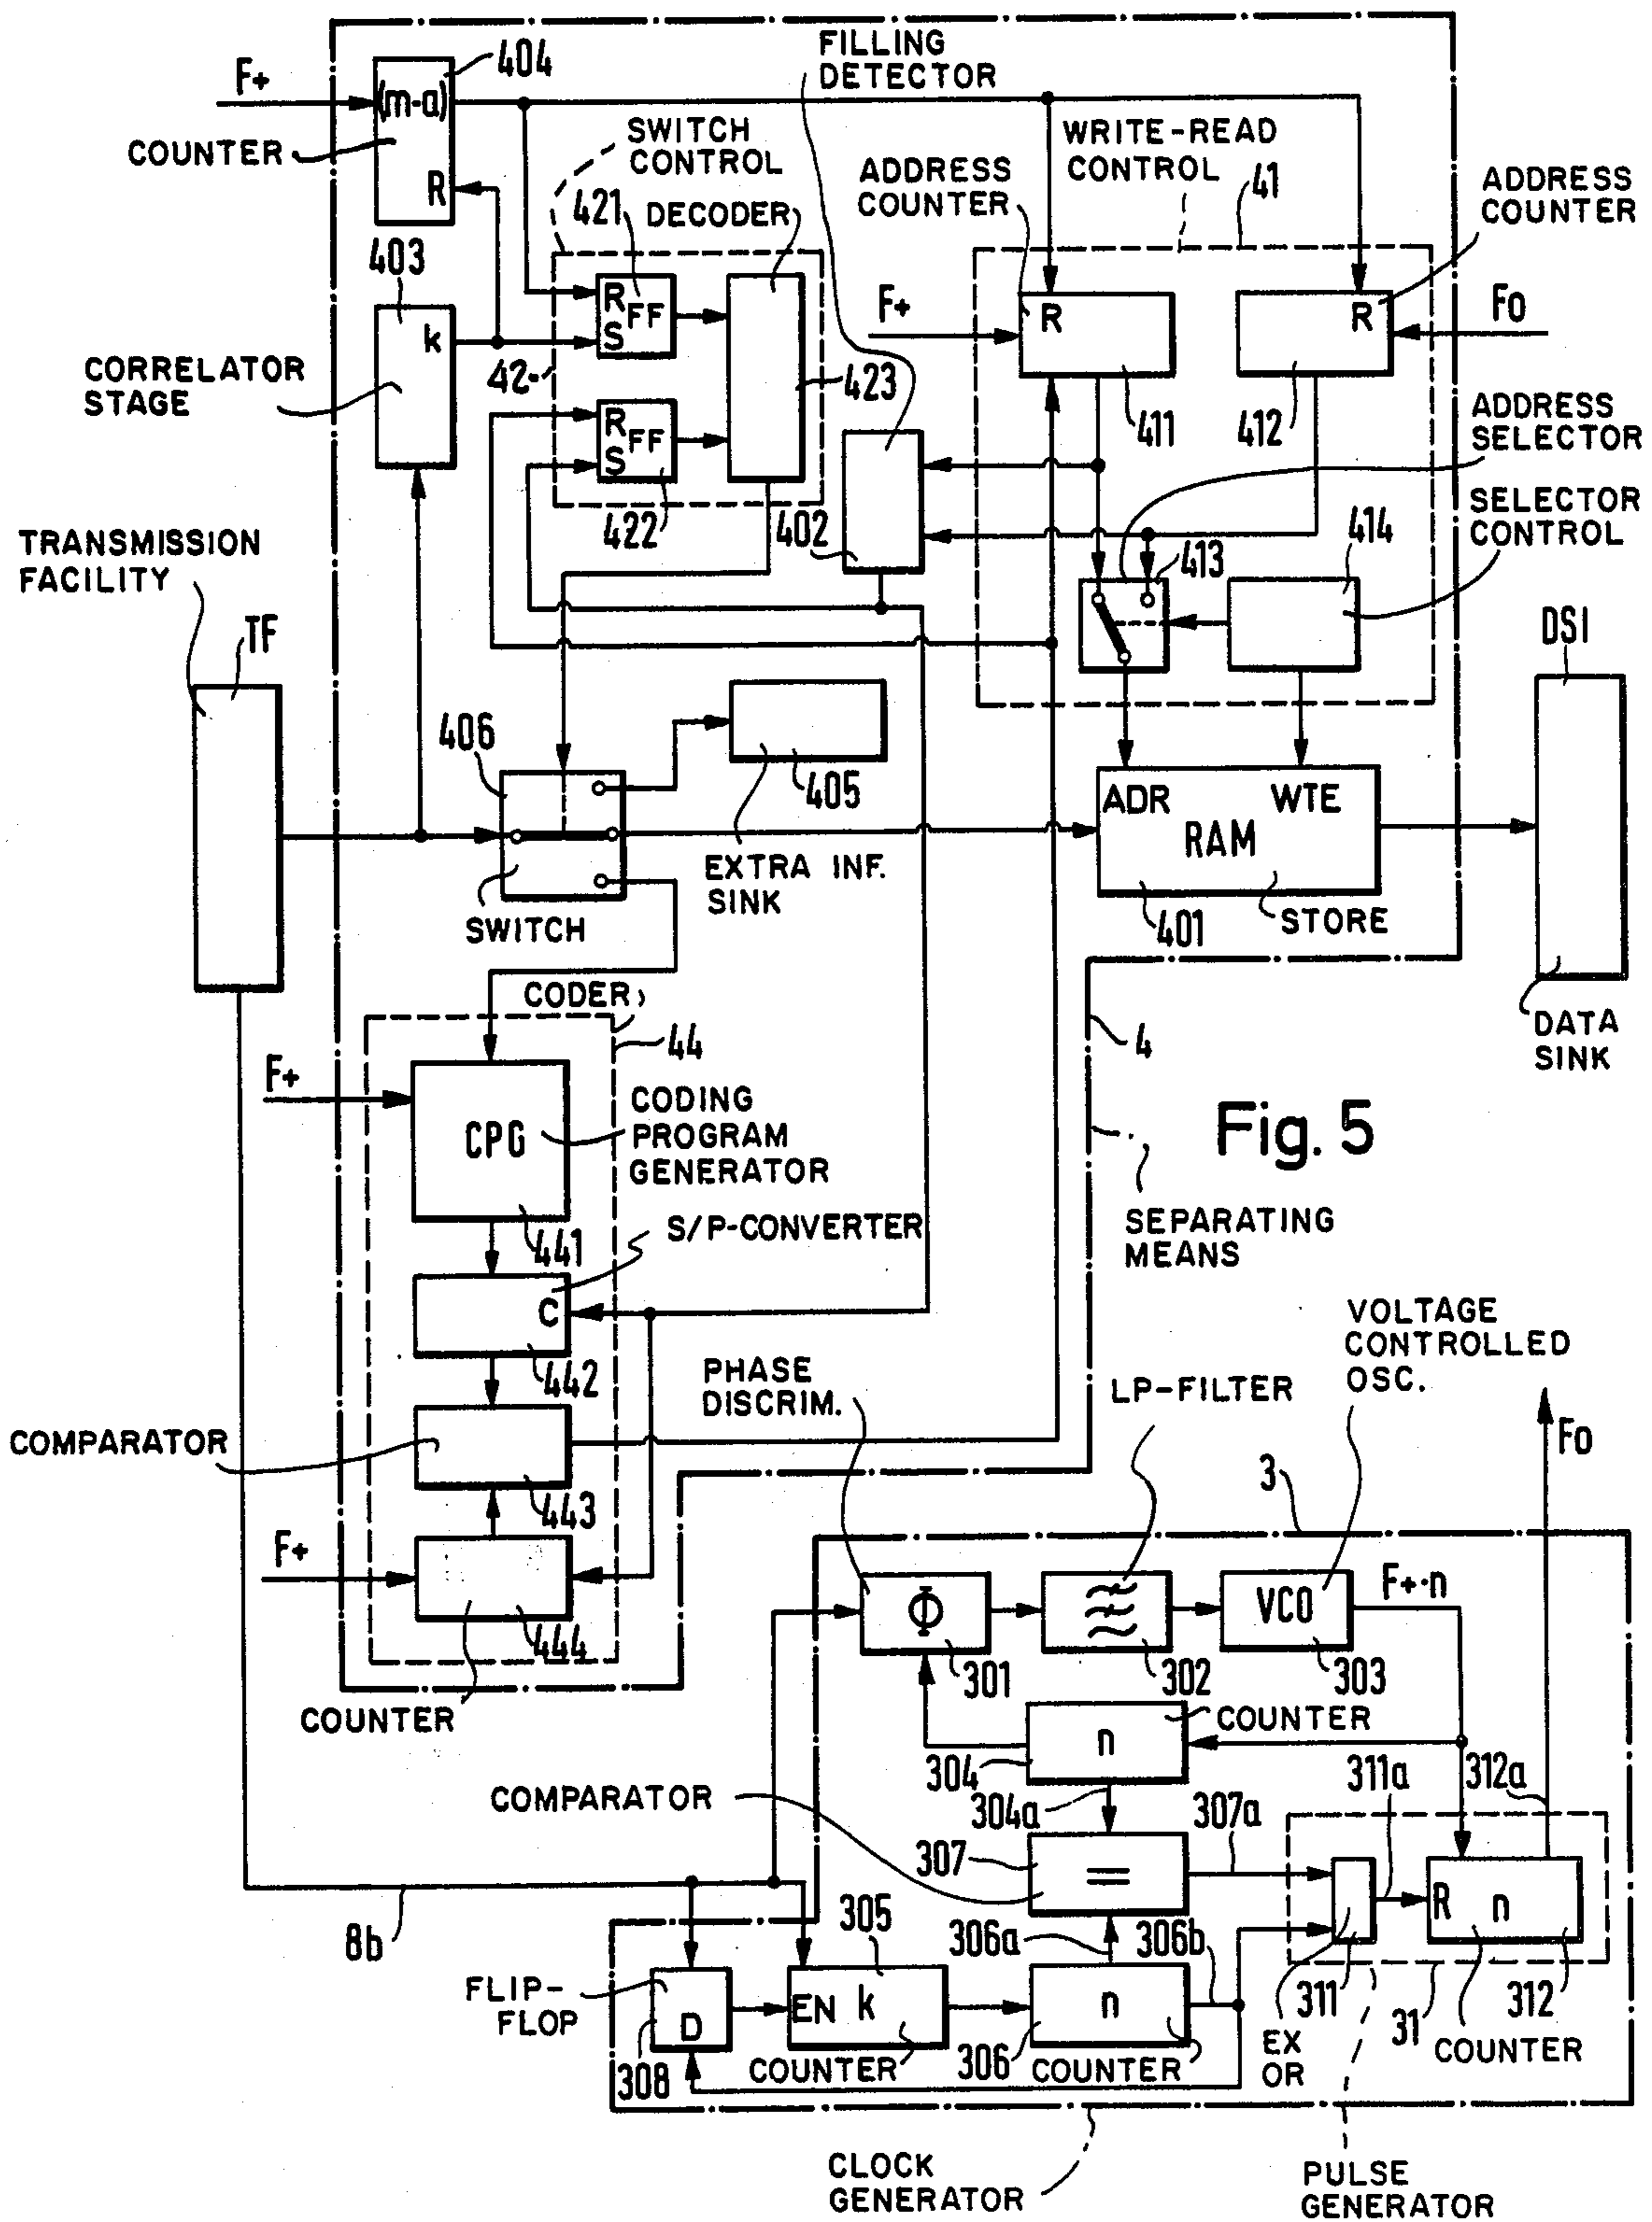 FILLING
DETECTOR
404
F+
(m-a)
COUNTER
R
SWITCH
CONTROL
WRITE-READ
CONTROL
41
ADDRESS
COUNTER
ADDRESS
COUNTER
421
DECODER
403
k
R
FF
S
F+
R
R
Fo
42
423
CORRELATOR
STAGE
R
FF
S
411
412
ADDRESS
SELECTOR
422
402
SELECTOR
CONTROL
414
413
TRANSMISSION
FACILITY
TF
DSI
406
405
ADR
WTE
RAM
EXTRA INF.
SINK
SWITCH
401
STORE
CODER
DATA
SINK
44
4
F+
CPG
CODING
PROGRAM
GENERATOR
Fig. 5
441
S/P-CONVERTER
SEPARATING
MEANS
C
442
VOLTAGE
CONTROLLED
OSC.
PHASE
DISCRIM.
LP-FILTER
COMPARATOR
Fo
443
3
F+
Φ
VCO
F+·n
444
301
302
303
COUNTER
COUNTER
n
304
304a
311a
312a
COMPARATOR
307a
307
=
305
R
n
8b
306a
306b
FLIP-
FLOP
D
EN k
n
311
31
312
308
COUNTER
306
COUNTER
EX
OR
COUNTER
CLOCK
GENERATOR
PULSE
GENERATOR